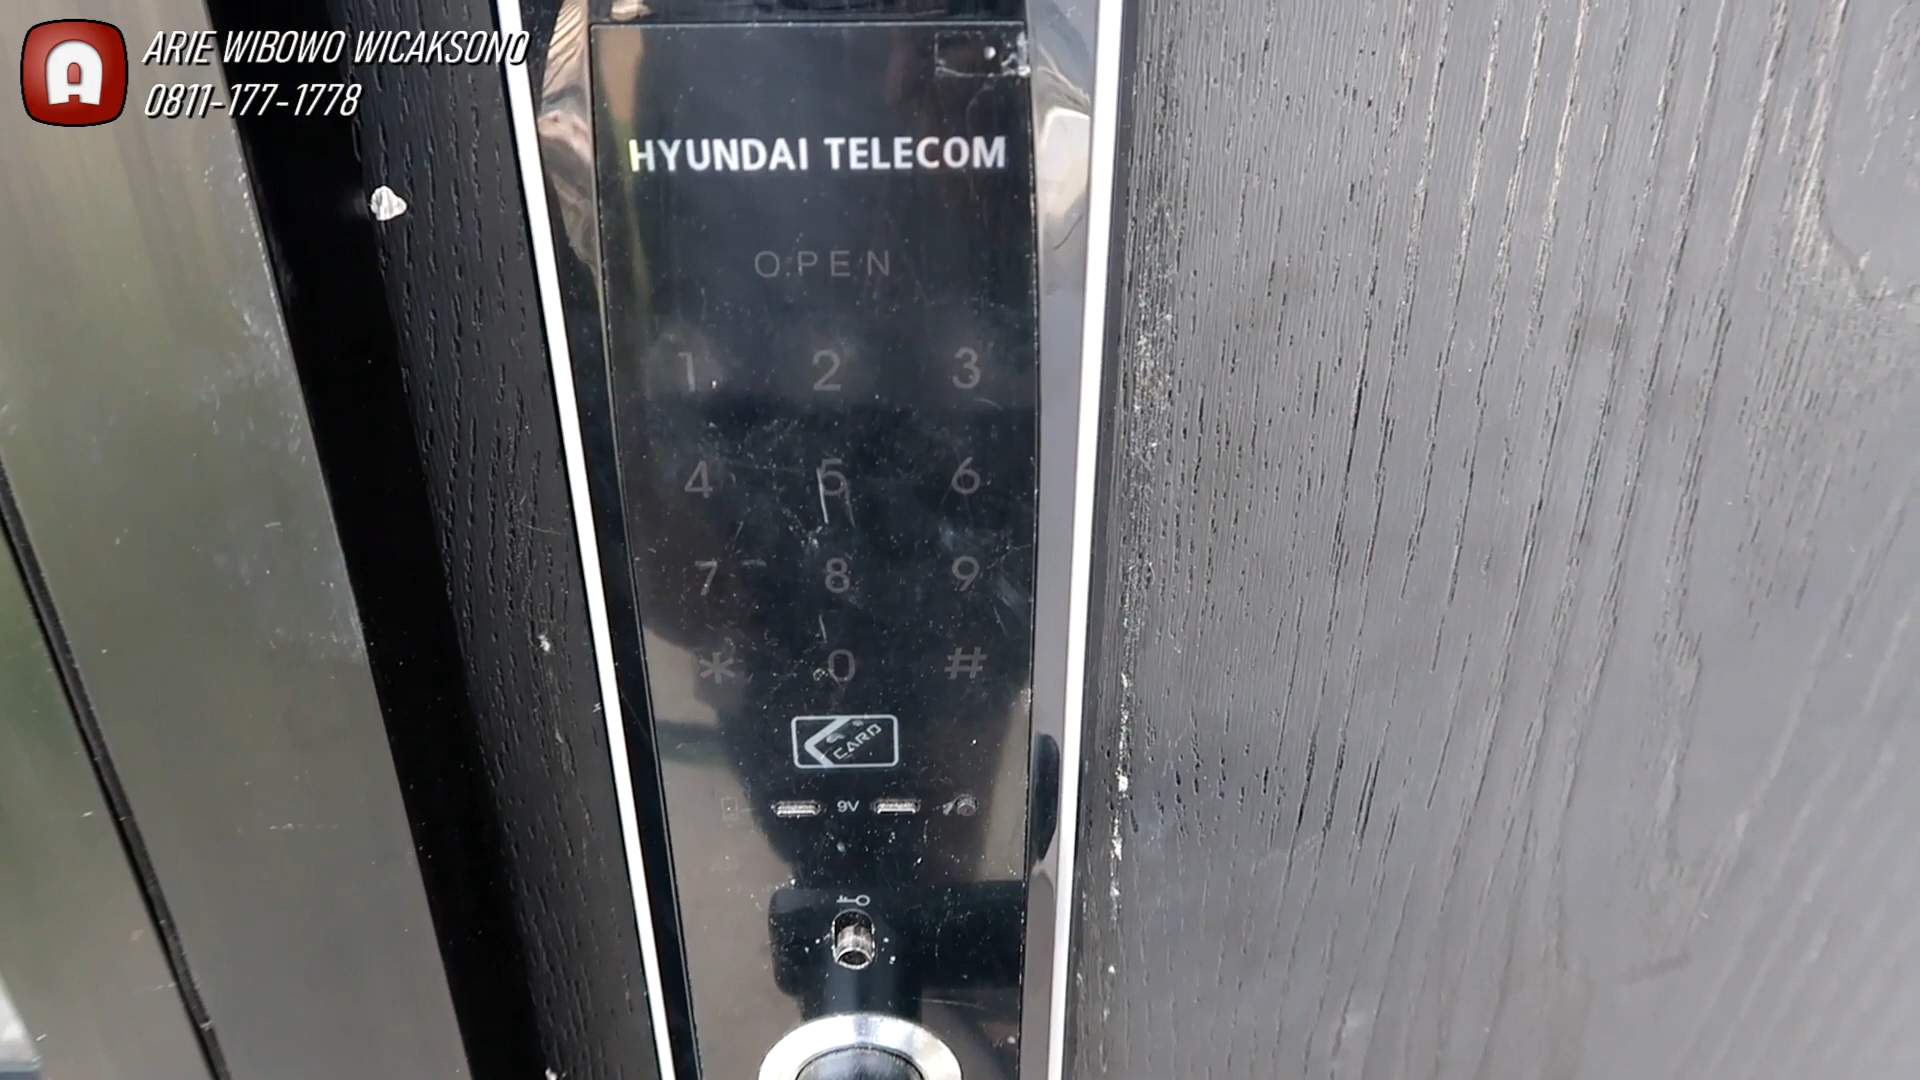 ARIE WIBOWO WICAKSONO
0811-177-1778
HYUNDAI TELECOM
OPEN
1 2 3
4 5 6
7 8 9
* 0 #
CARD
9V